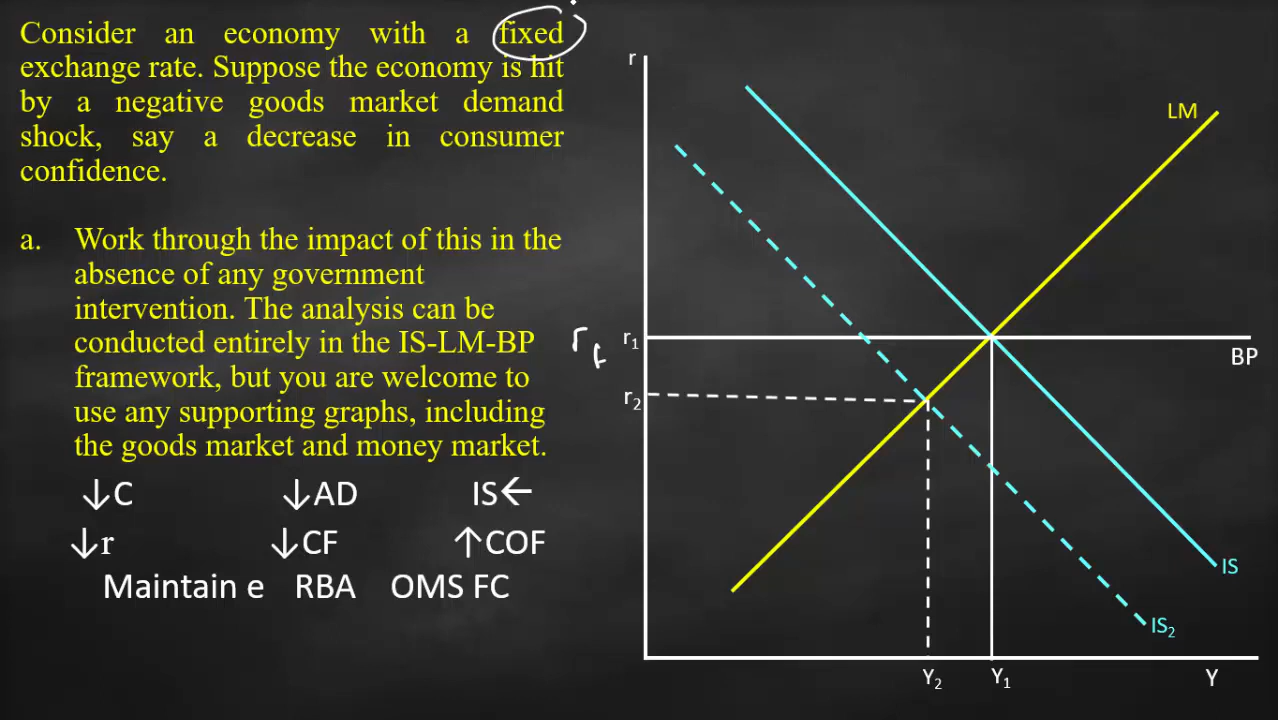 Consider an economy with a fixed
exchange rate. Suppose the economy is hit
by a negative goods market demand
shock, say a decrease in consumer
confidence.
a. Work through the impact of this in the
absence of any government
intervention. The analysis can be
conducted entirely in the IS-LM-BP
framework, but you are welcome to
use any supporting graphs, including
the goods market and money market.
↓C ↓AD IS←
↓r ↓CF ↑COF
Maintain e RBA OMS FC
r
LM
r₁
BP
r₂
IS
IS₂
Y₂ Y₁ Y